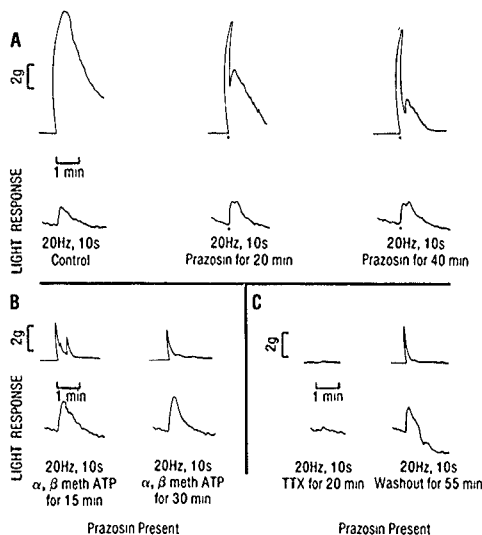 A
2g
1 min
LIGHT RESPONSE
20Hz, 10s
Control
20Hz, 10s
Prazosin for 20 min
20Hz, 10s
Prazosin for 40 min
B
2g
1 min
LIGHT RESPONSE
20Hz, 10s
α, β meth ATP
for 15 min
20Hz, 10s
α, β meth ATP
for 30 min
Prazosin Present
C
2g
1 min
20Hz, 10s
TTX for 20 min
20Hz, 10s
Washout for 55 min
Prazosin Present